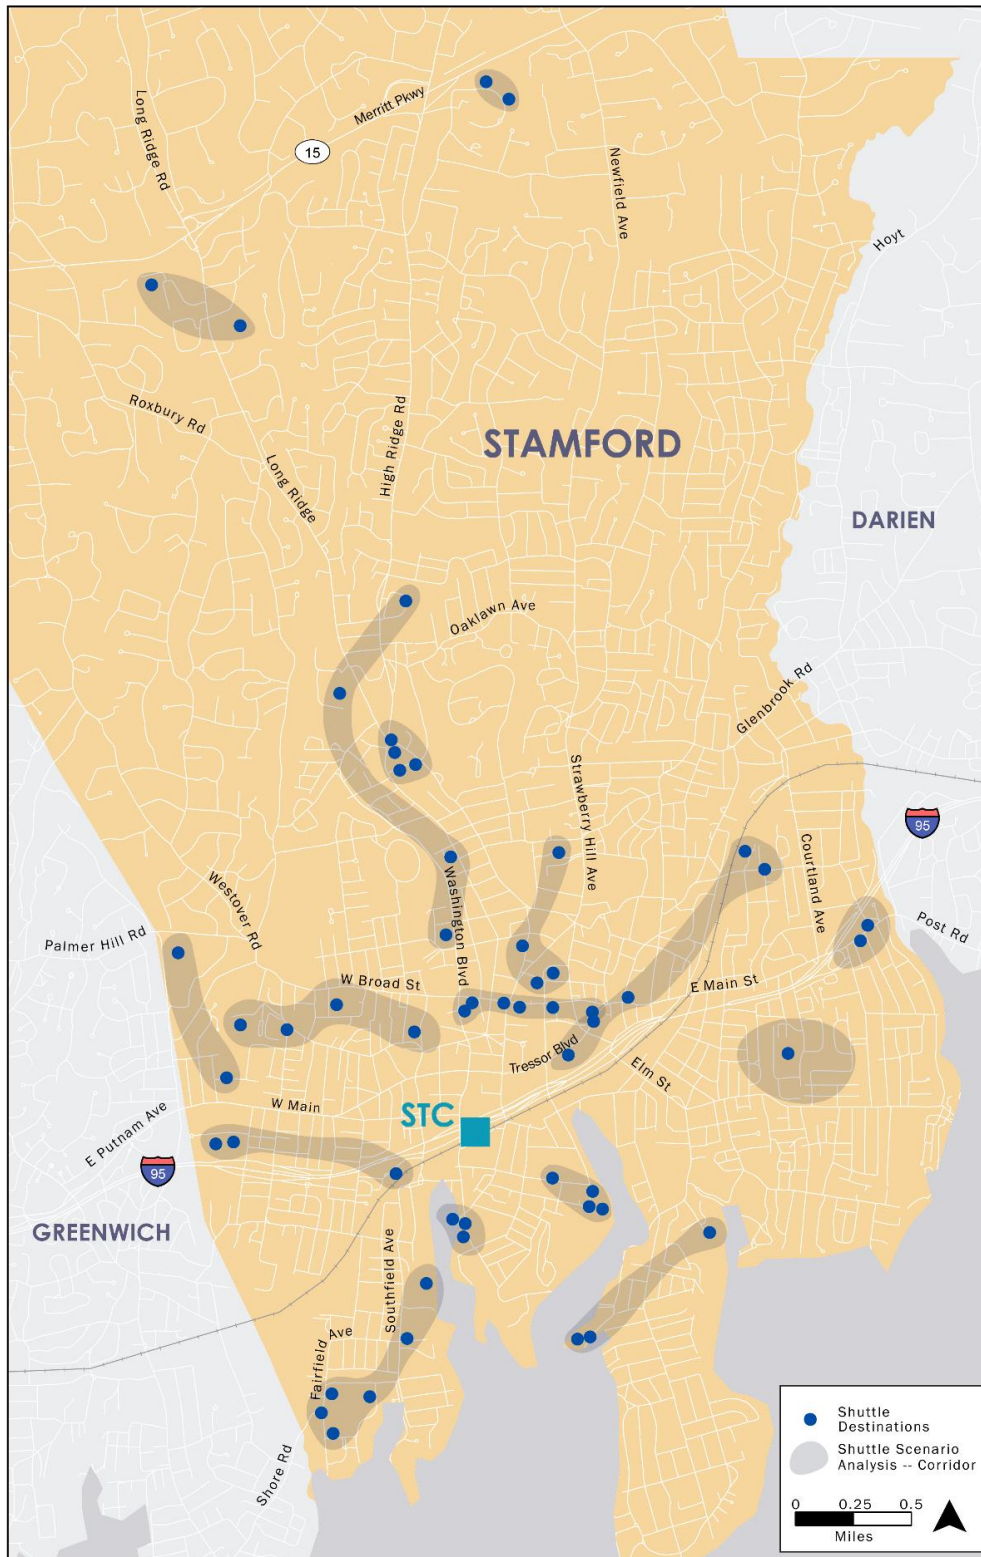 Long Ridge Rd
Merritt Pkwy
15
Newfield Ave
Hoyt
Roxbury Rd
High Ridge Rd
STAMFORD
Long Ridge
DARIEN
Oaklawn Ave
Glenbrook Rd
Strawberry Hill Ave
95
Courtland Ave
Westover Rd
Washington Blvd
Palmer Hill Rd
Post Rd
W Broad St
E Main St
Tressor Blvd
Elm St
W Main
STC
E Putnam Ave
95
GREENWICH
Southfield Ave
Fairfield Ave
Shore Rd
Shuttle
Destinations
Shuttle Scenario
Analysis -- Corridor
0 0.25 0.5
Miles